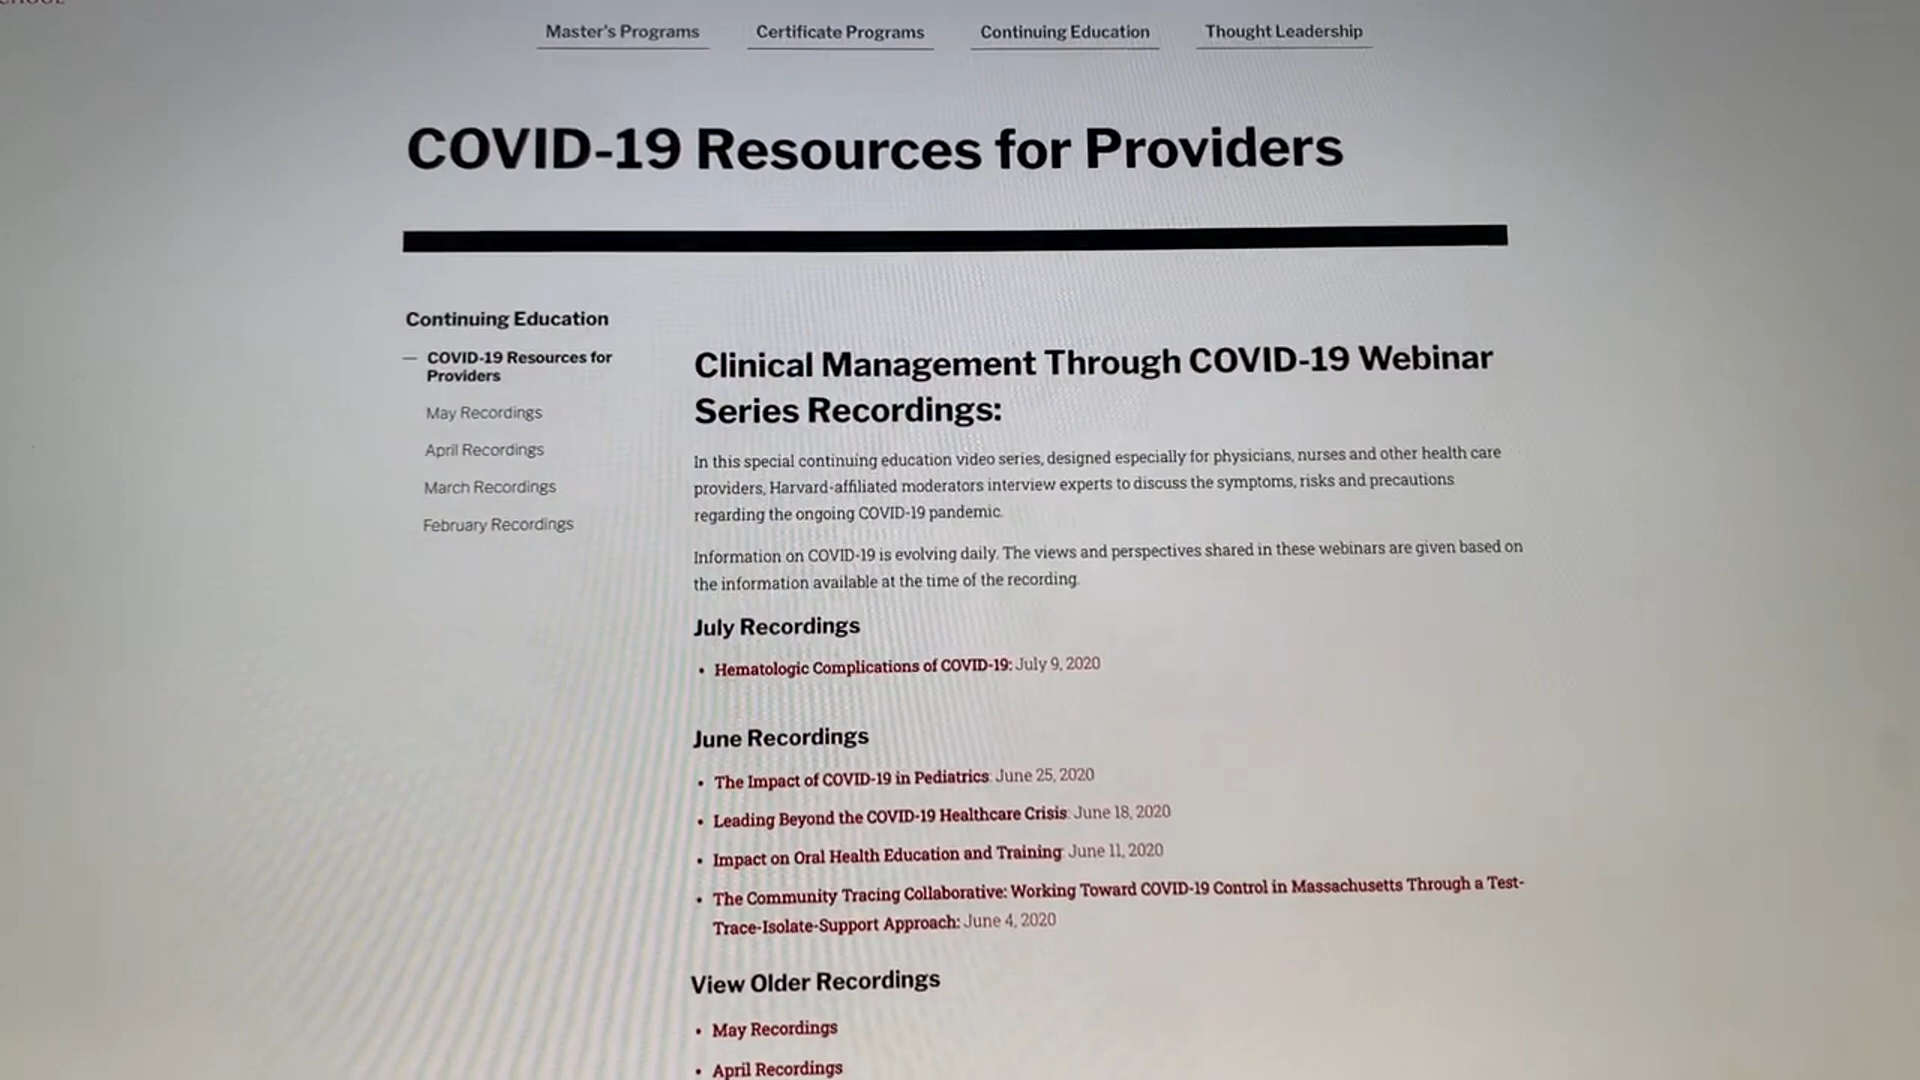 Master's Programs
Certificate Programs
Continuing Education
Thought Leadership
COVID-19 Resources for Providers
Continuing Education
— COVID-19 Resources for
Providers
May Recordings
April Recordings
March Recordings
February Recordings
Clinical Management Through COVID-19 Webinar
Series Recordings:
In this special continuing education video series, designed especially for physicians, nurses and other health care
providers, Harvard-affiliated moderators interview experts to discuss the symptoms, risks and precautions
regarding the ongoing COVID-19 pandemic.
Information on COVID-19 is evolving daily. The views and perspectives shared in these webinars are given based on
the information available at the time of the recording.
July Recordings
• Hematologic Complications of COVID-19: July 9, 2020
June Recordings
• The Impact of COVID-19 in Pediatrics: June 25, 2020
• Leading Beyond the COVID-19 Healthcare Crisis: June 18, 2020
• Impact on Oral Health Education and Training: June 11, 2020
• The Community Tracing Collaborative: Working Toward COVID-19 Control in Massachusetts Through a Test-
Trace-Isolate-Support Approach: June 4, 2020
View Older Recordings
• May Recordings
• April Recordings